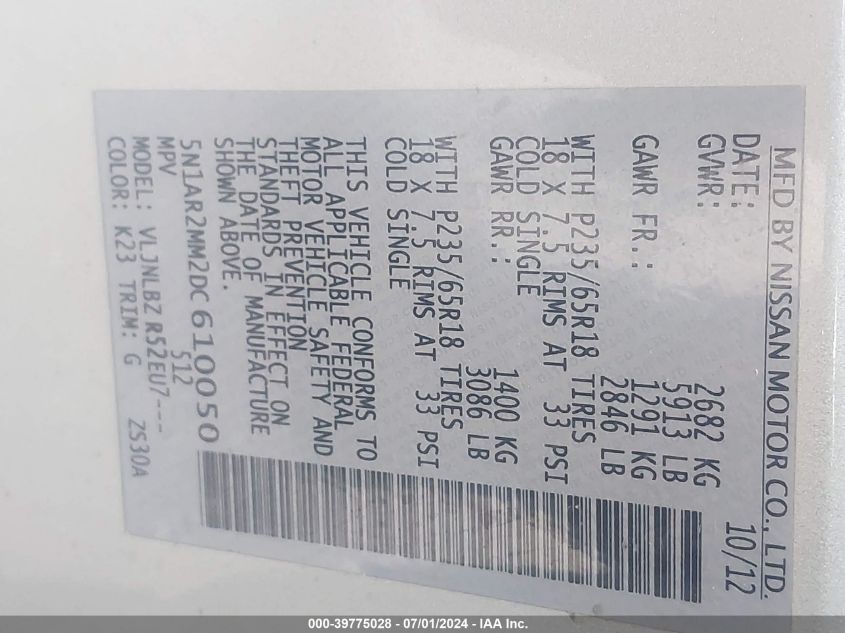 MFD BY NISSAN MOTOR CO., LTD.
DATE: 10/12
GVWR: 2682 KG
5913 LB
GAWR FR.: 1291 KG
2846 LB
WITH P235/65R18 TIRES
18 X 7.5 RIMS AT 33 PSI
COLD SINGLE
GAWR RR.: 1400 KG
3086 LB
WITH P235/65R18 TIRES
18 X 7.5 RIMS AT 33 PSI
COLD SINGLE
THIS VEHICLE CONFORMS TO
ALL APPLICABLE FEDERAL
MOTOR VEHICLE SAFETY AND
THEFT PREVENTION
STANDARDS IN EFFECT ON
THE DATE OF MANUFACTURE
SHOWN ABOVE.
5N1AR2MM2DC610050
MPV 512
MODEL: VLJNLBZ R52EU7---
COLOR: K23 TRIM: G 2S30A
000-39775028 - 07/01/2024 - IAA Inc.